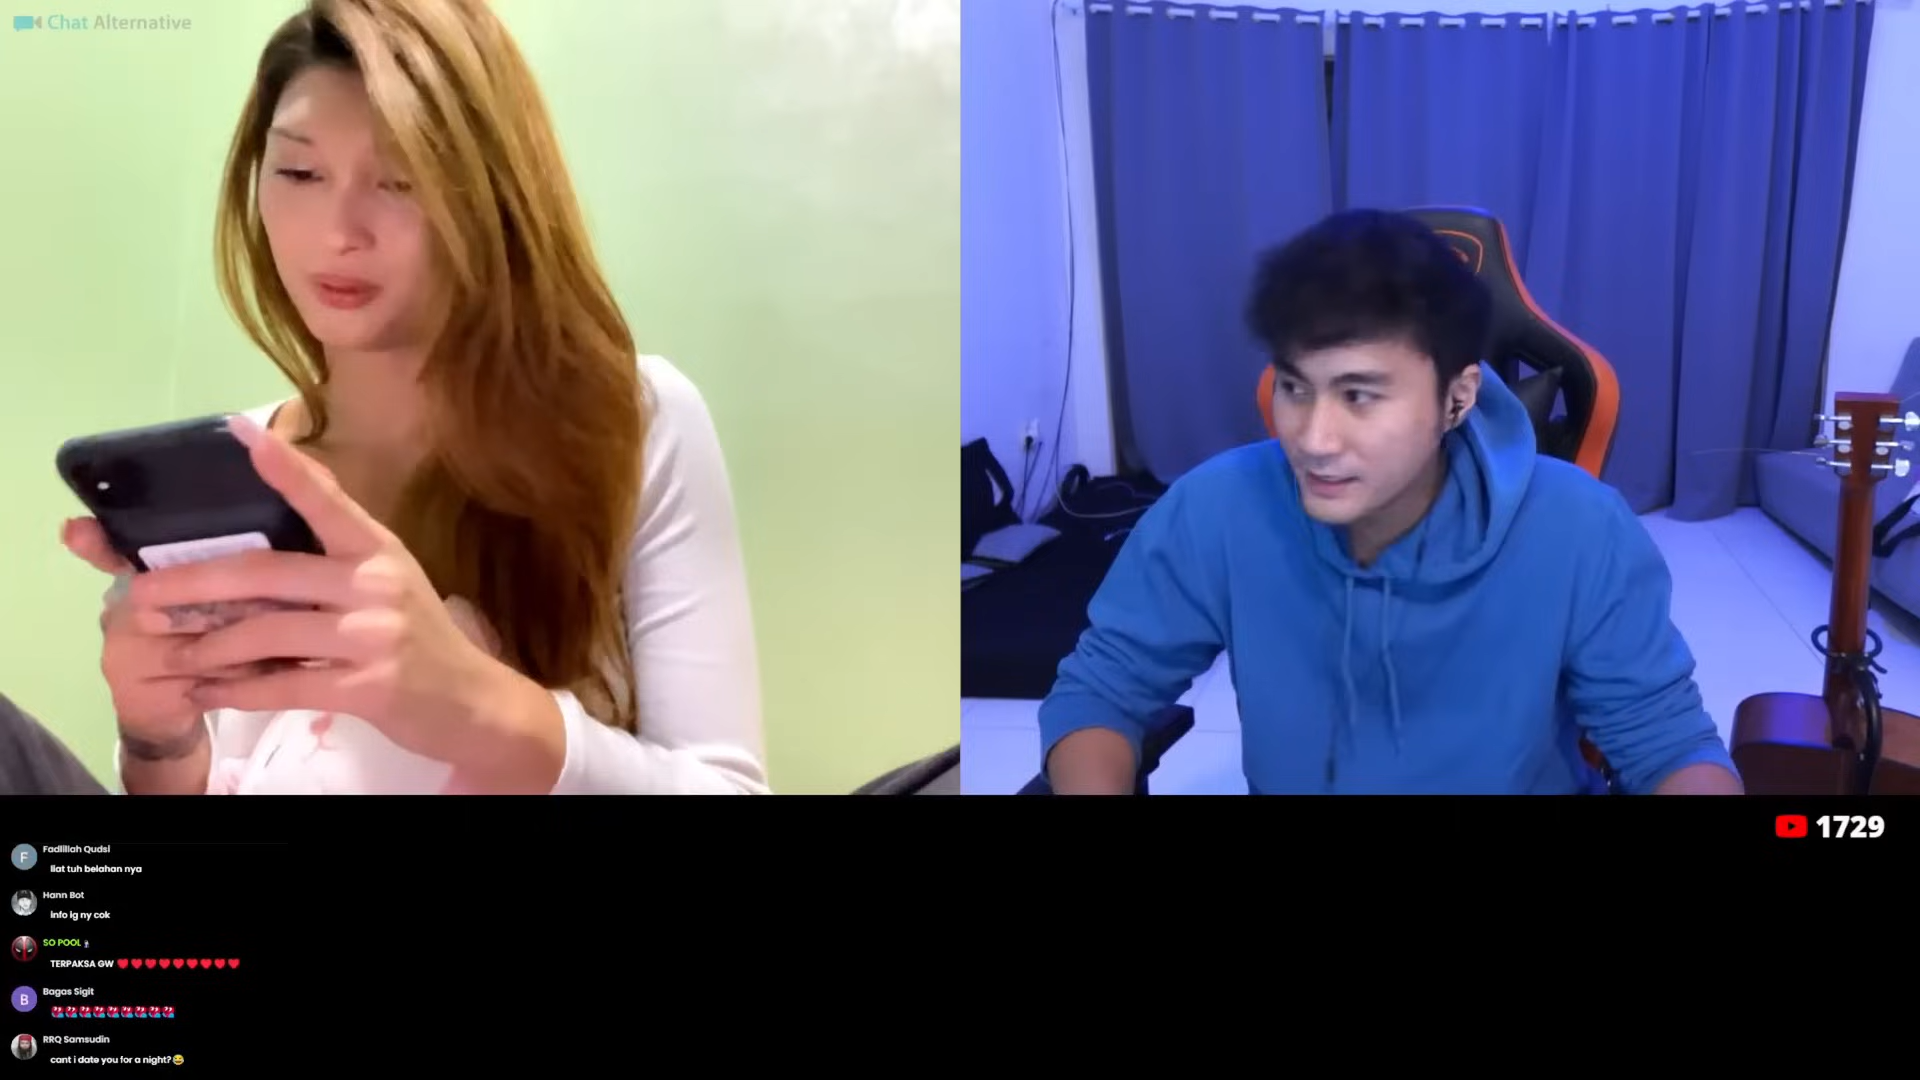 Chat Alternative
1729
Fadlillah Qudsi
liat tuh belahan nya
Hann Bot
info ig ny cok
SO POOL
TERPAKSA GW ❤❤❤❤❤❤❤❤❤
B
Bagas Sigit
RRQ Samsudin
cant i date you for a night?😂
F